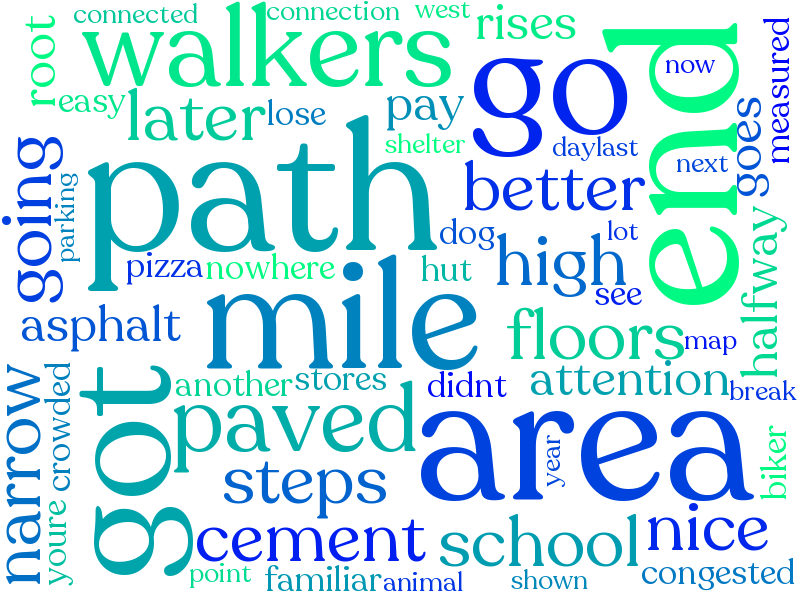 connected
connection
west
rises
walkers
go
end
now
measured
root
easy
later
lose
pay
shelter
daylast
next
goes
going
parking
path
better
dog
lot
high
see
halfway
pizza
nowhere
hut
asphalt
mile
floors
map
another
stores
didnt
attention
break
narrow
crowded
got
paved
area
year
biker
steps
youre
cement
school
nice
point
familiar
animal
shown
congested